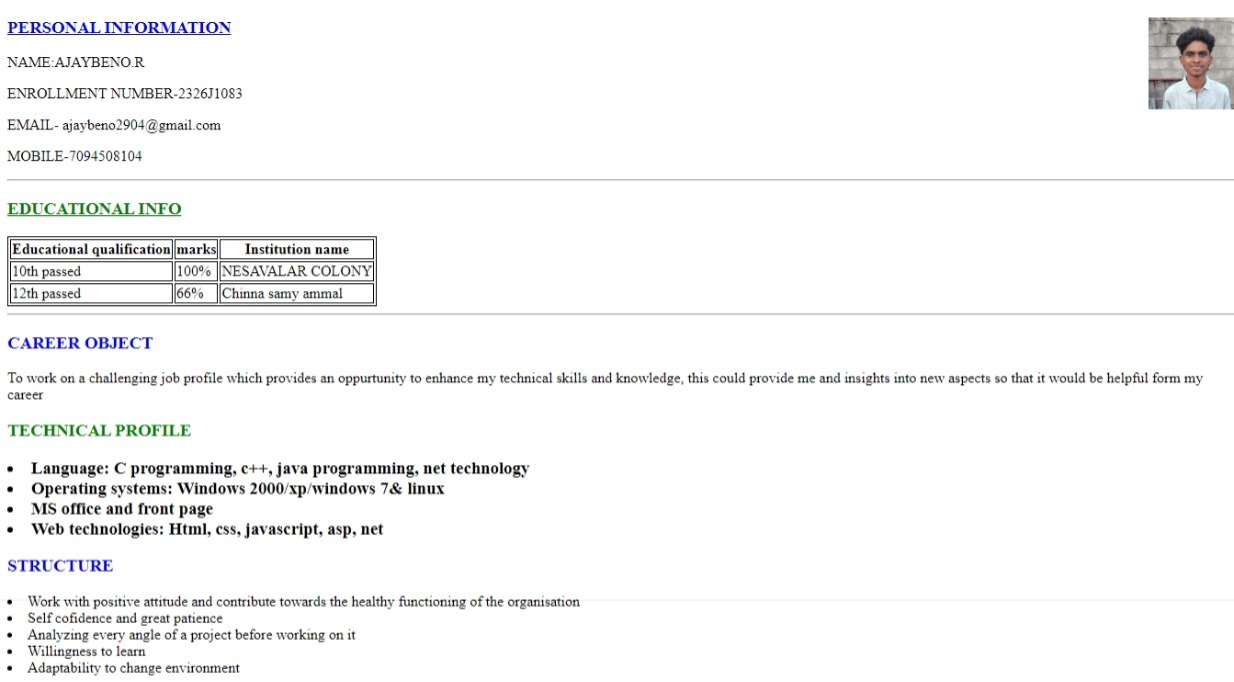 PERSONAL INFORMATION
NAME:AJAYBENO.R
ENROLLMENT NUMBER-2326J1083
EMAIL- ajaybeno2904@gmail.com
MOBILE-7094508104
EDUCATIONAL INFO
Educational qualification marks Institution name
10th passed 100% NESAVALAR COLONY
12th passed 66% Chinna samy ammal
CAREER OBJECT
To work on a challenging job profile which provides an oppurtunity to enhance my technical skills and knowledge, this could provide me and insights into new aspects so that it would be helpful form my
career
TECHNICAL PROFILE
• Language: C programming, c++, java programming, net technology
• Operating systems: Windows 2000/xp/windows 7& linux
• MS office and front page
• Web technologies: Html, css, javascript, asp, net
STRUCTURE
• Work with positive attitude and contribute towards the healthy functioning of the organisation
• Self cofidence and great patience
• Analyzing every angle of a project before working on it
• Willingness to learn
• Adaptability to change environment